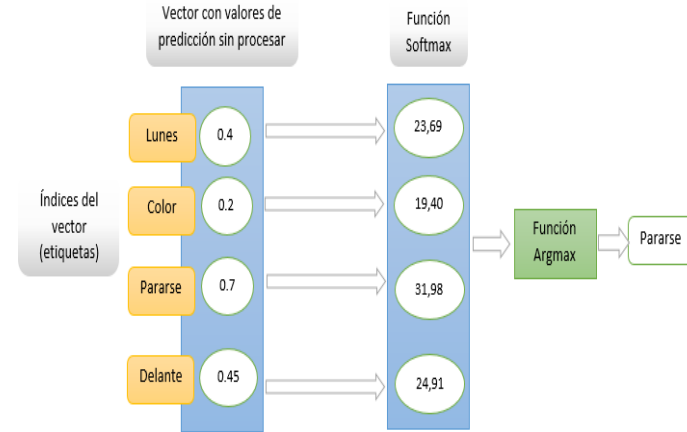 Vector con valores de
predicción sin procesar
Función
Softmax
Índices del
vector
(etiquetas)
Lunes
0.4
23,69
Color
0.2
19,40
Pararse
0.7
31,98
Delante
0.45
24,91
Función
Argmax
Pararse